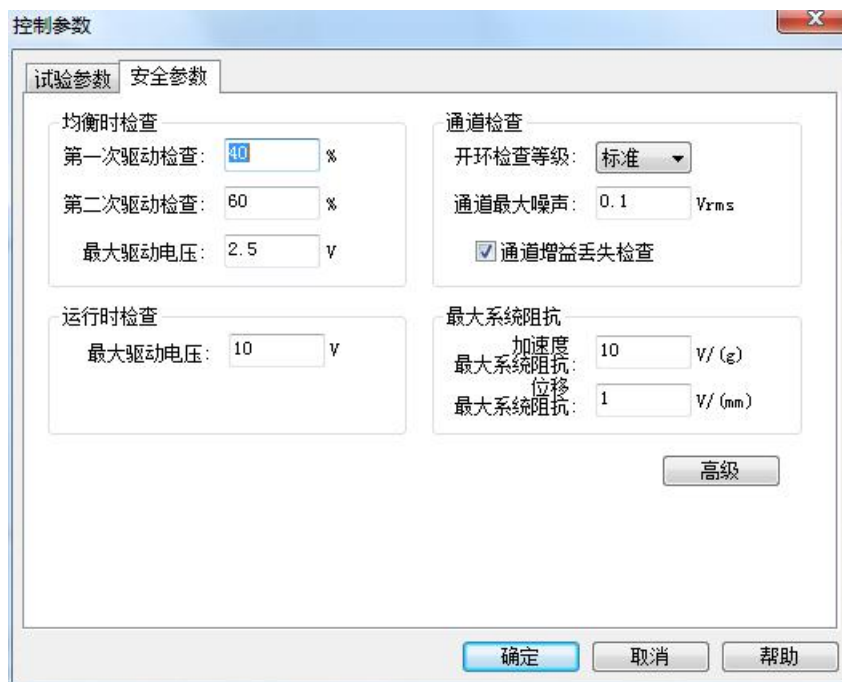 控制参数
试验参数 安全参数
均衡时检查
第一次驱动检查: 40 %
第二次驱动检查: 60 %
最大驱动电压: 2.5 V
运行时检查
最大驱动电压: 10 V
通道检查
开环检查等级: 标准
通道最大噪声: 0.1 Vrms
通道增益丢失检查
最大系统阻抗
加速度
最大系统阻抗: 10 V/(g)
位移
最大系统阻抗: 1 V/(mm)
高级
确定 取消 帮助